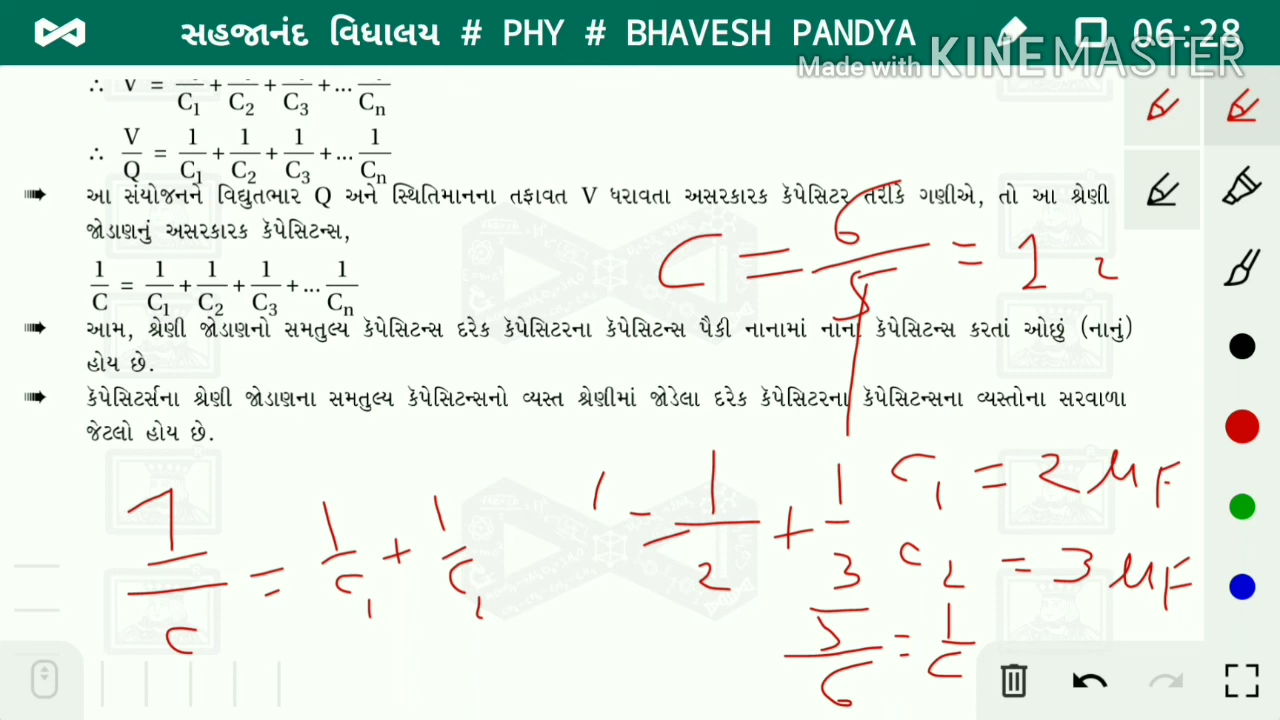 સહજાનંદ વિધાલય # PHY # BHAVESH PANDYA 06:28
Made with KINEMASTER
∴ V = — / C₁ + — / C₂ + — / C₃ + ... — / Cₙ
∴ V/Q = 1/C₁ + 1/C₂ + 1/C₃ + ... 1/Cₙ
આ સંયોજનને વિદ્યુતભાર Q અને સ્થિતિમાનના તફાવત V ધરાવતા અસરકારક કૅપેસિટર તરીકે ગણીએ, તો આ શ્રેણી
જોડાણનું અસરકારક કૅપેસિટન્સ,
1/C = 1/C₁ + 1/C₂ + 1/C₃ + ... 1/Cₙ
આમ, શ્રેણી જોડાણનો સમતુલ્ય કૅપેસિટન્સ દરેક કૅપેસિટરના કૅપેસિટન્સ પૈકી નાનામાં નાના કૅપેસિટન્સ કરતાં ઓછું (નાનું)
હોય છે.
કૅપેસિટર્સના શ્રેણી જોડાણના સમતુલ્ય કૅપેસિટન્સનો વ્યસ્ત શ્રેણીમાં જોડેલા દરેક કૅપેસિટરના કૅપેસિટન્સના વ્યસ્તોના સરવાળા
જેટલો હોય છે.
C = 6/5 = 1 2
1/C = 1/C₁ + 1/C₂
1/2 + 1/3
C₁ = 2 μF
C₂ = 3 μF
5/6 = 1/C